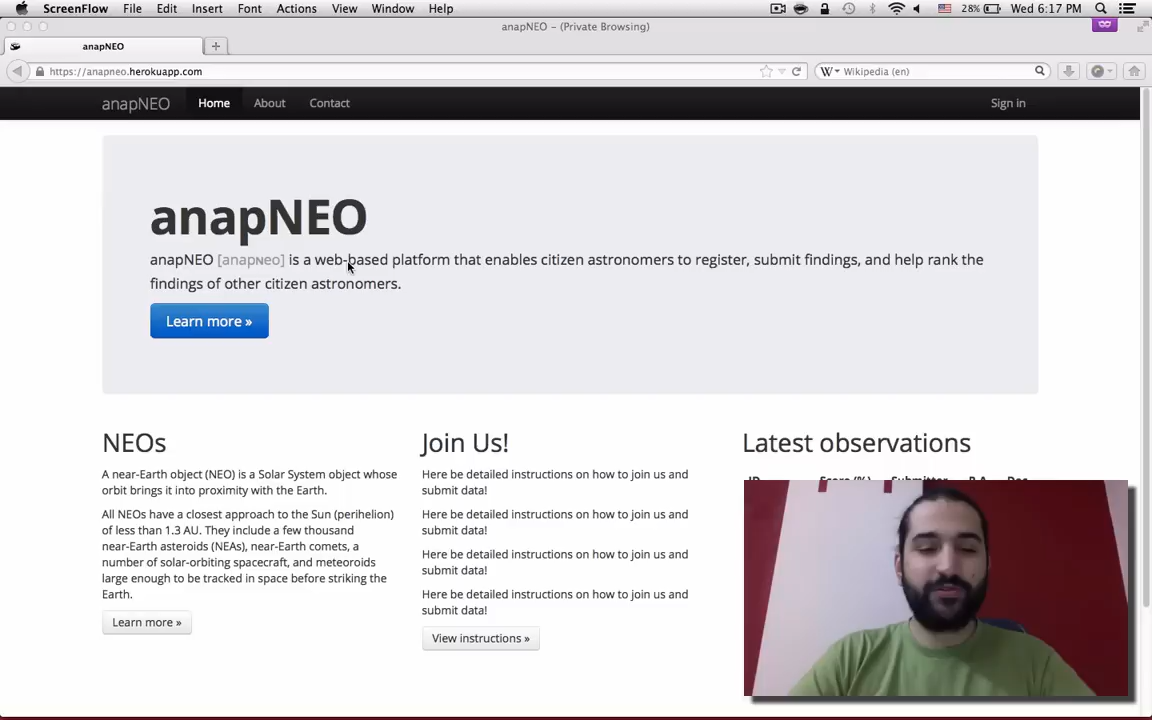 ScreenFlow File Edit Insert Font Actions View Window Help 28% Wed 6:17 PM
anapNEO – (Private Browsing)
anapNEO
https://anapneo.herokuapp.com
Wikipedia (en)
anapNEO Home About Contact Sign in
anapNEO
anapNEO [anapɴᴇo] is a web-based platform that enables citizen astronomers to register, submit findings, and help rank the
findings of other citizen astronomers.
Learn more »
NEOs
A near-Earth object (NEO) is a Solar System object whose
orbit brings it into proximity with the Earth.
All NEOs have a closest approach to the Sun (perihelion)
of less than 1.3 AU. They include a few thousand
near-Earth asteroids (NEAs), near-Earth comets, a
number of solar-orbiting spacecraft, and meteoroids
large enough to be tracked in space before striking the
Earth.
Learn more »
Join Us!
Here be detailed instructions on how to join us and
submit data!
Here be detailed instructions on how to join us and
submit data!
Here be detailed instructions on how to join us and
submit data!
Here be detailed instructions on how to join us and
submit data!
View instructions »
Latest observations